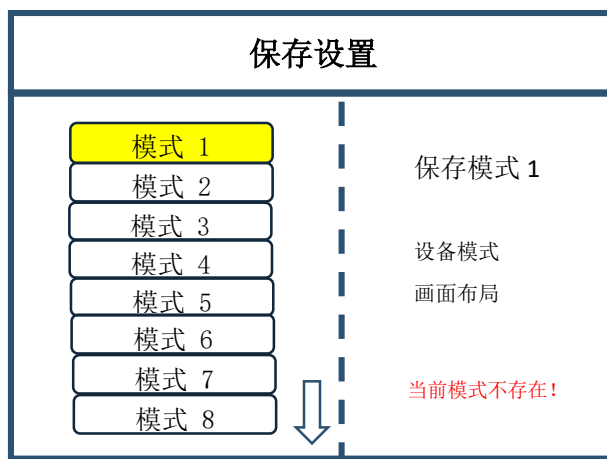 保存设置
模式 1
模式 2
模式 3
模式 4
模式 5
模式 6
模式 7
模式 8
保存模式 1
设备模式
画面布局
当前模式不存在！